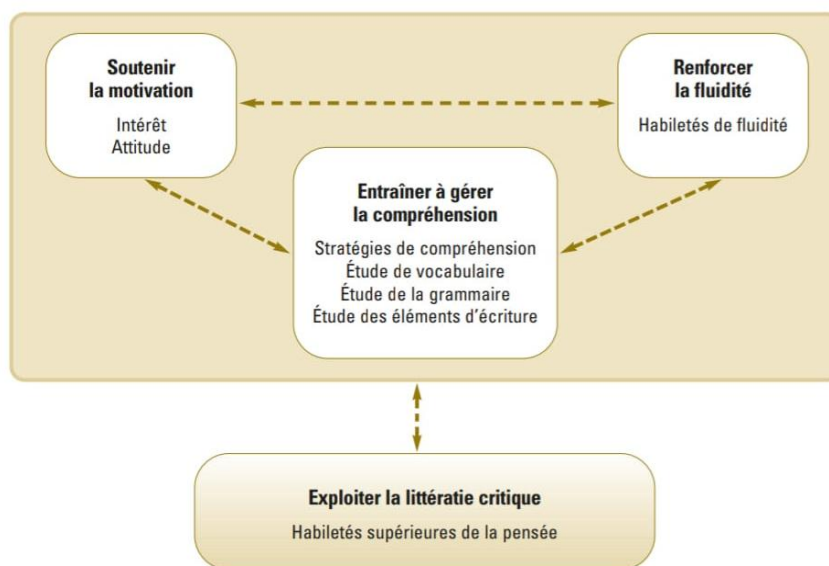 Soutenir
la motivation
Intérêt
Attitude
Renforcer
la fluidité
Habiletés de fluidité
Entraîner à gérer
la compréhension
Stratégies de compréhension
Étude de vocabulaire
Étude de la grammaire
Étude des éléments d'écriture
Exploiter la littératie critique
Habiletés supérieures de la pensée